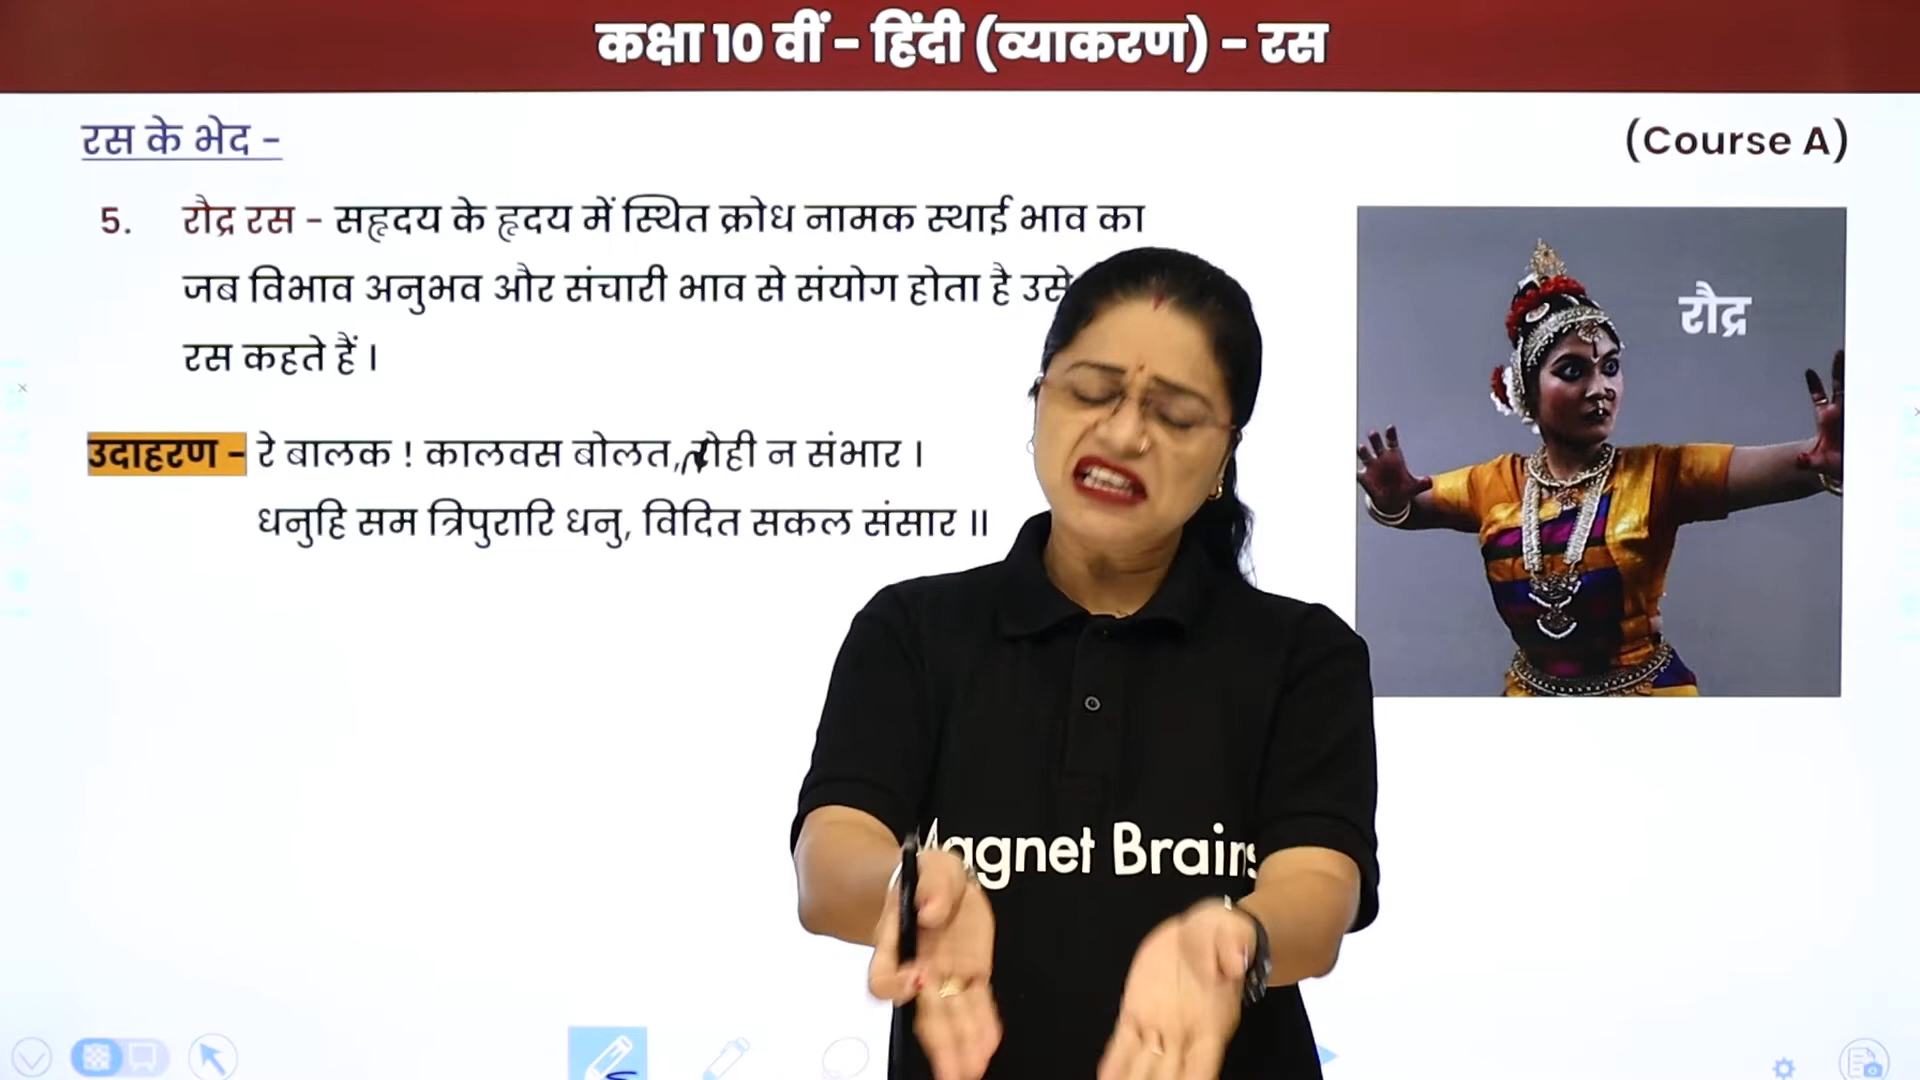 कक्षा 10 वीं - हिंदी (व्याकरण) - रस
रस के भेद -
(Course A)
5. रौद्र रस - सहृदय के हृदय में स्थित क्रोध नामक स्थाई भाव का
जब विभाव अनुभव और संचारी भाव से संयोग होता है उसे
रस कहते हैं ।
रौद्र
उदाहरण - रे बालक ! कालवस बोलत, तोही न संभार ।
धनुहि सम त्रिपुरारि धनु, विदित सकल संसार ॥
Magnet Brains